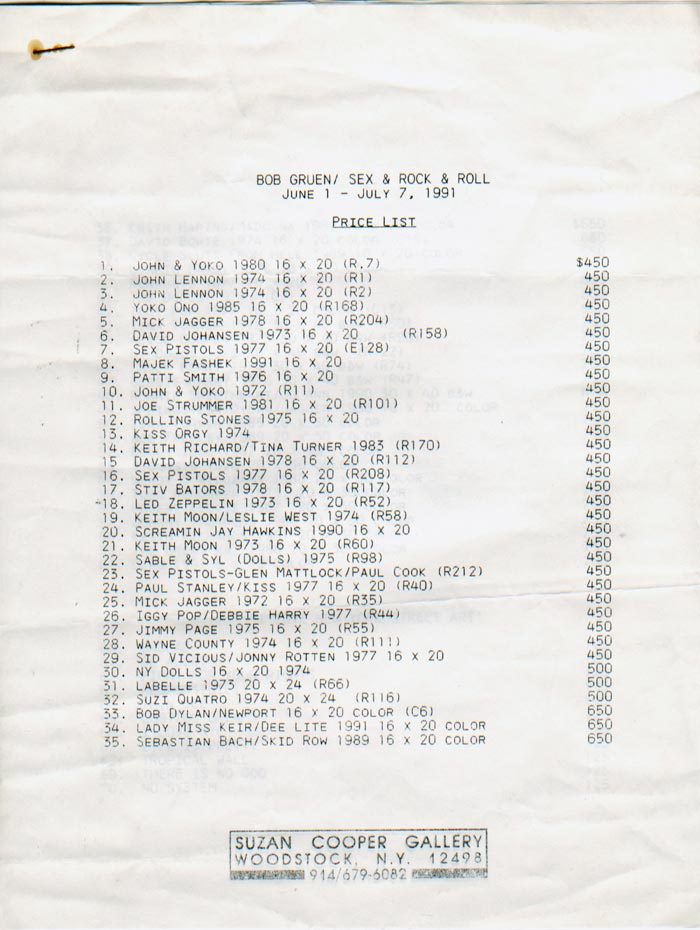 BOB GRUEN/ SEX & ROCK & ROLL
JUNE 1 - JULY 7, 1991
PRICE LIST
1. JOHN & YOKO 1980 16 x 20 (R,7) $450
2. JOHN LENNON 1974 16 x 20 (R1) 450
3. JOHN LENNON 1974 16 x 20 (R2) 450
4. YOKO ONO 1985 16 x 20 (R168) 450
5. MICK JAGGER 1978 16 x 20 (R204) 450
6. DAVID JOHANSEN 1973 16 x 20 (R158) 450
7. SEX PISTOLS 1977 16 x 20 (E128) 450
8. MAJEK FASHEK 1991 16 x 20 450
9. PATTI SMITH 1976 16 x 20 450
10. JOHN & YOKO 1972 (R11) 450
11. JOE STRUMMER 1981 16 x 20 (R101) 450
12. ROLLING STONES 1975 16 x 20 450
13. KISS ORGY 1974 450
14. KEITH RICHARD/TINA TURNER 1983 (R170) 450
15 DAVID JOHANSEN 1978 16 x 20 (R112) 450
16. SEX PISTOLS 1977 16 x 20 (R208) 450
17. STIV BATORS 1978 16 x 20 (R117) 450
18. LED ZEPPELIN 1973 16 x 20 (R52) 450
19. KEITH MOON/LESLIE WEST 1974 (R58) 450
20. SCREAMIN JAY HAWKINS 1990 16 x 20 450
21. KEITH MOON 1973 16 x 20 (R60) 450
22. SABLE & SYL (DOLLS) 1975 (R98) 450
23. SEX PISTOLS-GLEN MATTLOCK/PAUL COOK (R212) 450
24. PAUL STANLEY/KISS 1977 16 x 20 (R40) 450
25. MICK JAGGER 1972 16 x 20 (R35) 450
26. IGGY POP/DEBBIE HARRY 1977 (R44) 450
27. JIMMY PAGE 1975 16 x 20 (R55) 450
28. WAYNE COUNTY 1974 16 x 20 (R111) 450
29. SID VICIOUS/JONNY ROTTEN 1977 16 x 20 450
30. NY DOLLS 16 x 20 1974 500
31. LABELLE 1973 20 x 24 (R66) 500
32. SUZI QUATRO 1974 20 x 24 (R116) 500
33. BOB DYLAN/NEWPORT 16 x 20 COLOR (C6) 650
34. LADY MISS KEIR/DEE LITE 1991 16 x 20 COLOR 650
35. SEBASTIAN BACH/SKID ROW 1989 16 x 20 COLOR 650
SUZAN COOPER GALLERY
WOODSTOCK, N.Y. 12498
914/679-6082